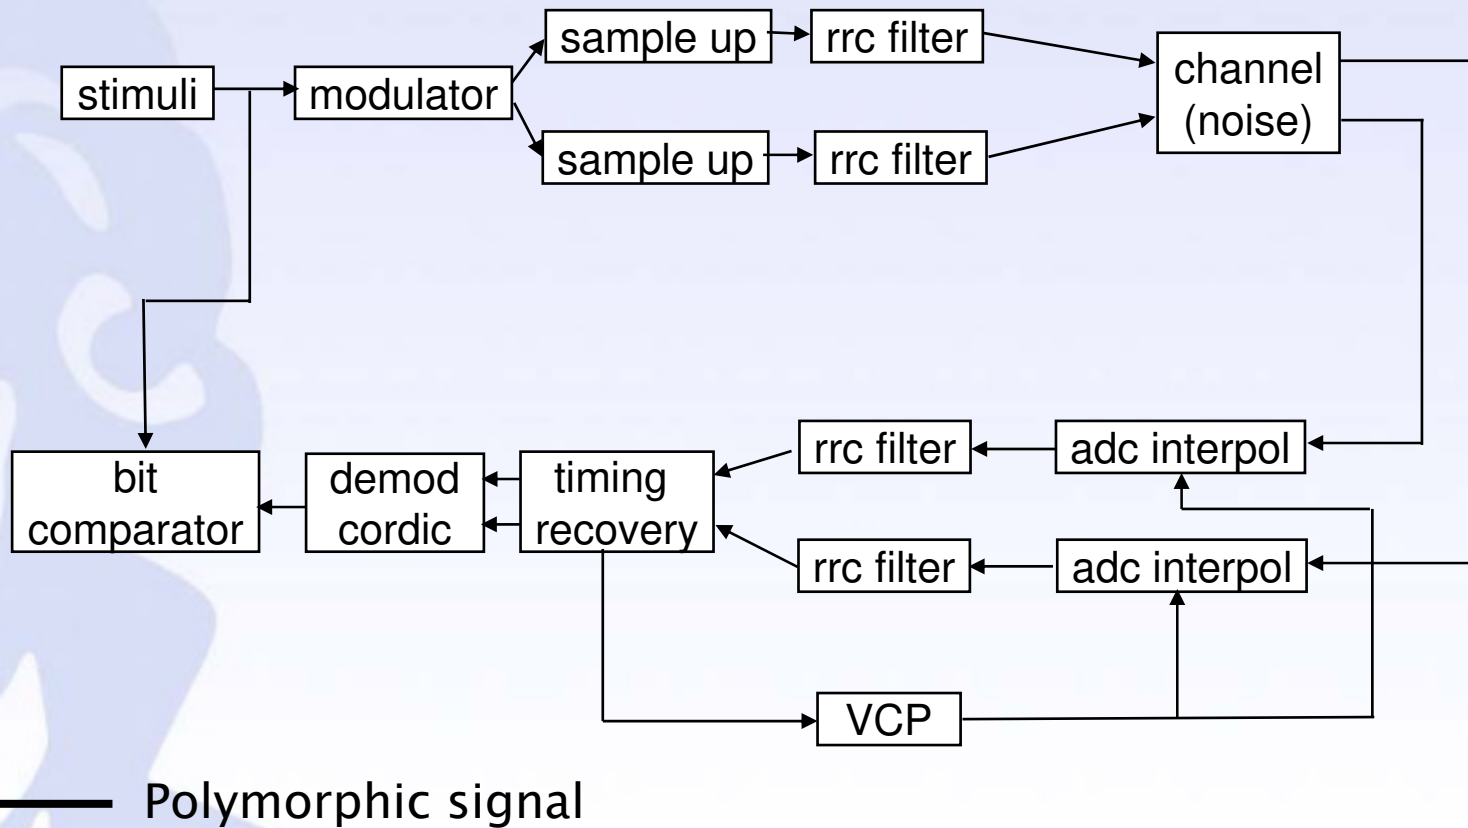 sample up
rrc filter
stimuli
modulator
channel
(noise)
sample up
rrc filter
rrc filter
adc interpol
bit
comparator
demod
cordic
timing
recovery
rrc filter
adc interpol
VCP
Polymorphic signal